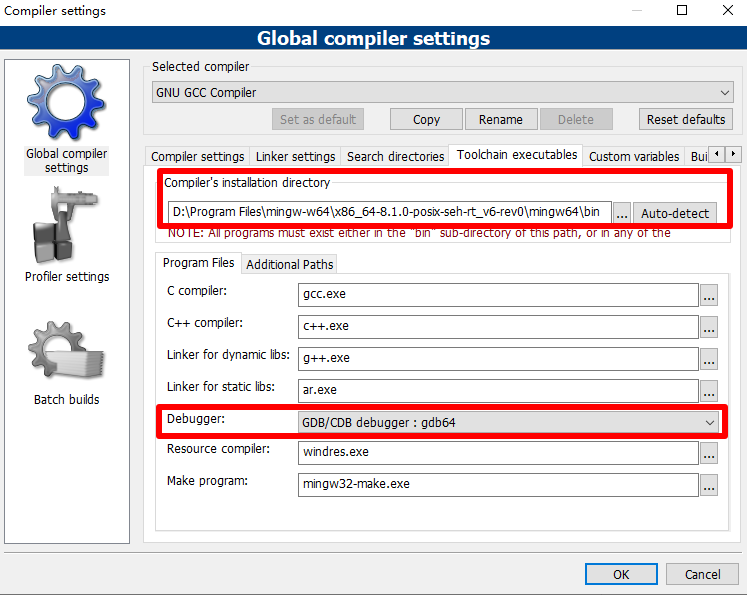 Compiler settings
Global compiler settings
Global compiler
settings
Profiler settings
Batch builds
Selected compiler
GNU GCC Compiler
Set as default
Copy
Rename
Delete
Reset defaults
Compiler settings
Linker settings
Search directories
Toolchain executables
Custom variables
Bui
Compiler's installation directory
D:\Program Files\mingw-w64\x86_64-8.1.0-posix-seh-rt_v6-rev0\mingw64\bin
...
Auto-detect
NOTE: All programs must exist either in the "bin" sub-directory of this path, or in any of the
Program Files
Additional Paths
C compiler:
gcc.exe
...
C++ compiler:
c++.exe
...
Linker for dynamic libs:
g++.exe
...
Linker for static libs:
ar.exe
...
Debugger:
GDB/CDB debugger : gdb64
Resource compiler:
windres.exe
...
Make program:
mingw32-make.exe
...
OK
Cancel